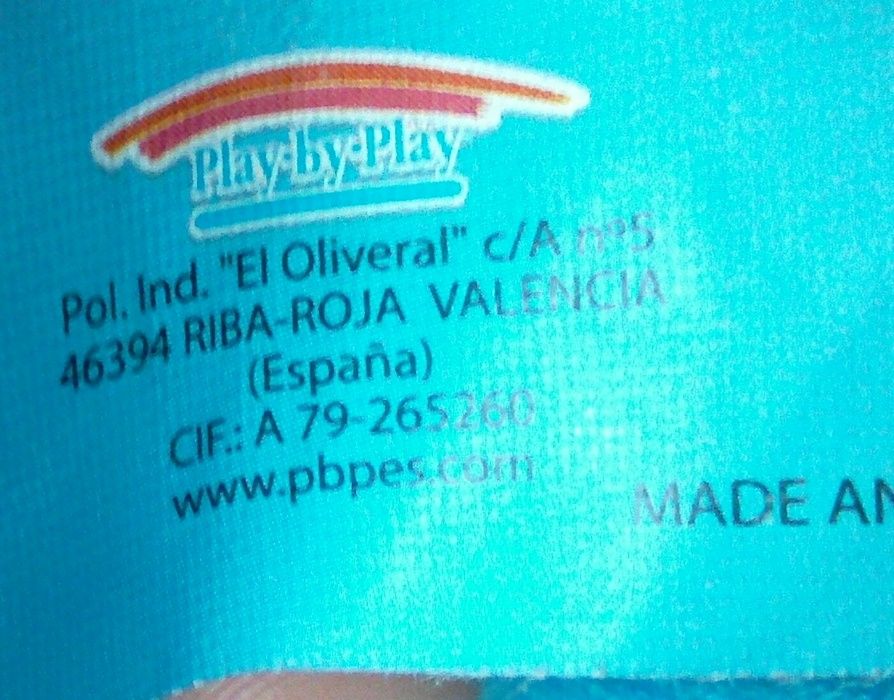 Play·by·Play
Pol. Ind. "El Oliveral" c/A nº5
46394 RIBA-ROJA VALENCIA
(España)
CIF.: A 79-265260
www.pbpes.com
MADE AN